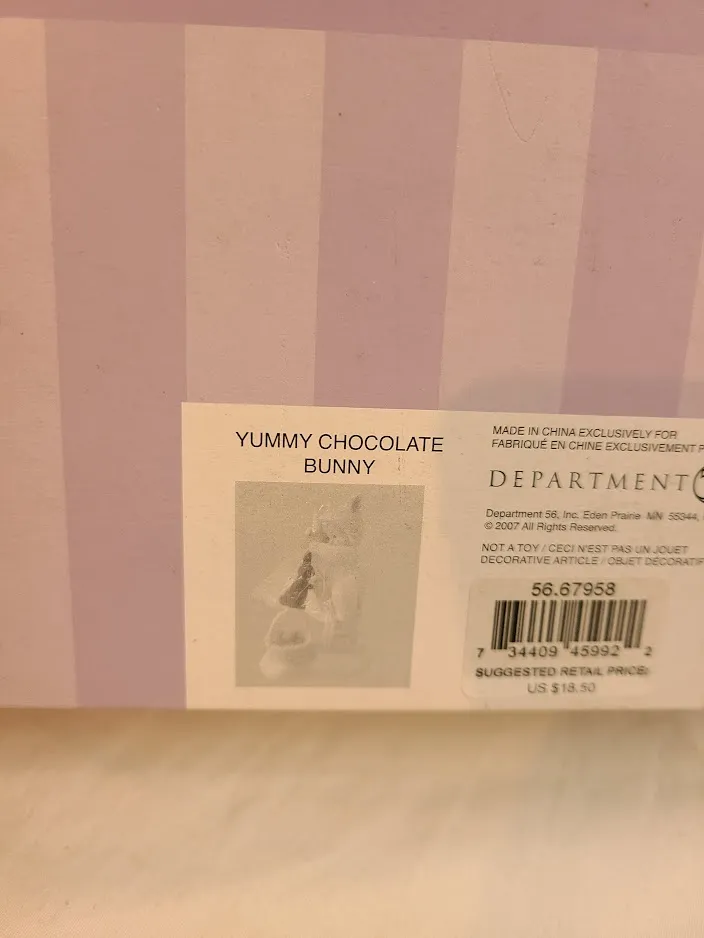 YUMMY CHOCOLATE
BUNNY
MADE IN CHINA EXCLUSIVELY FOR
FABRIQUÉ EN CHINE EXCLUSIVEMENT P
DEPARTMENT
Department 56, Inc. Eden Prairie MN 55344,
© 2007 All Rights Reserved.
NOT A TOY / CECI N'EST PAS UN JOUET
DECORATIVE ARTICLE / OBJET DÉCORATIF
56.67958
7 34409 45992 2
SUGGESTED RETAIL PRICE:
US $18.50